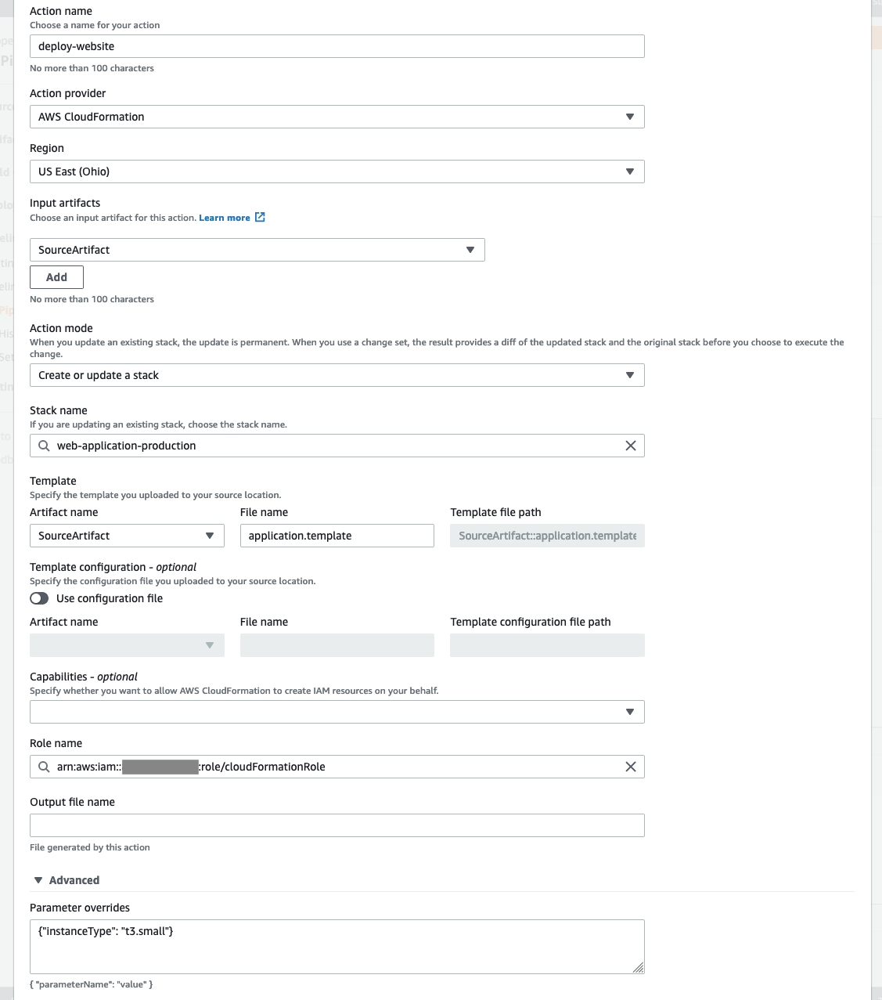 Action name
Choose a name for your action
deploy-website
No more than 100 characters
Action provider
AWS CloudFormation
Region
US East (Ohio)
Input artifacts
Choose an input artifact for this action. Learn more
SourceArtifact
Add
No more than 100 characters
Action mode
When you update an existing stack, the update is permanent. When you use a change set, the result provides a diff of the updated stack and the original stack before you choose to execute the
change.
Create or update a stack
Stack name
If you are updating an existing stack, choose the stack name.
web-application-production
Template
Specify the template you uploaded to your source location.
Artifact name File name Template file path
SourceArtifact application.template SourceArtifact::application.template
Template configuration - optional
Specify the configuration file you uploaded to your source location.
Use configuration file
Artifact name File name Template configuration file path
Capabilities - optional
Specify whether you want to allow AWS CloudFormation to create IAM resources on your behalf.
Role name
arn:aws:iam:: :role/cloudFormationRole
Output file name
File generated by this action
Advanced
Parameter overrides
{"instanceType": "t3.small"}
{ "parameterName": "value" }